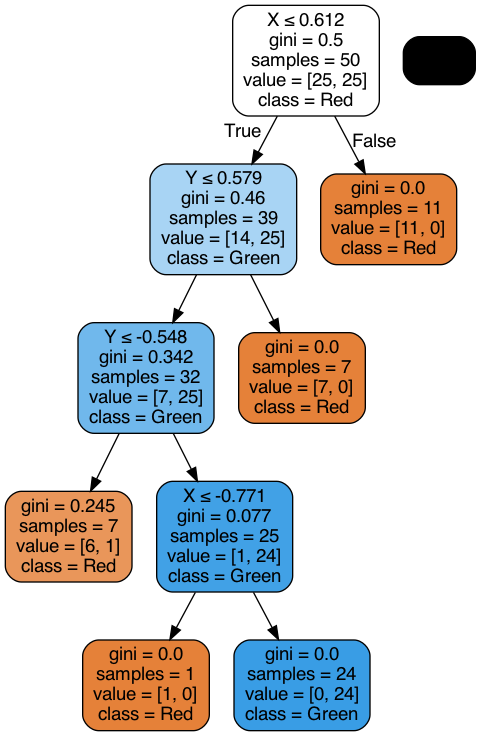 X ≤ 0.612
gini = 0.5
samples = 50
value = [25, 25]
class = Red
True
False
Y ≤ 0.579
gini = 0.46
samples = 39
value = [14, 25]
class = Green
gini = 0.0
samples = 11
value = [11, 0]
class = Red
Y ≤ -0.548
gini = 0.342
samples = 32
value = [7, 25]
class = Green
gini = 0.0
samples = 7
value = [7, 0]
class = Red
gini = 0.245
samples = 7
value = [6, 1]
class = Red
X ≤ -0.771
gini = 0.077
samples = 25
value = [1, 24]
class = Green
gini = 0.0
samples = 1
value = [1, 0]
class = Red
gini = 0.0
samples = 24
value = [0, 24]
class = Green